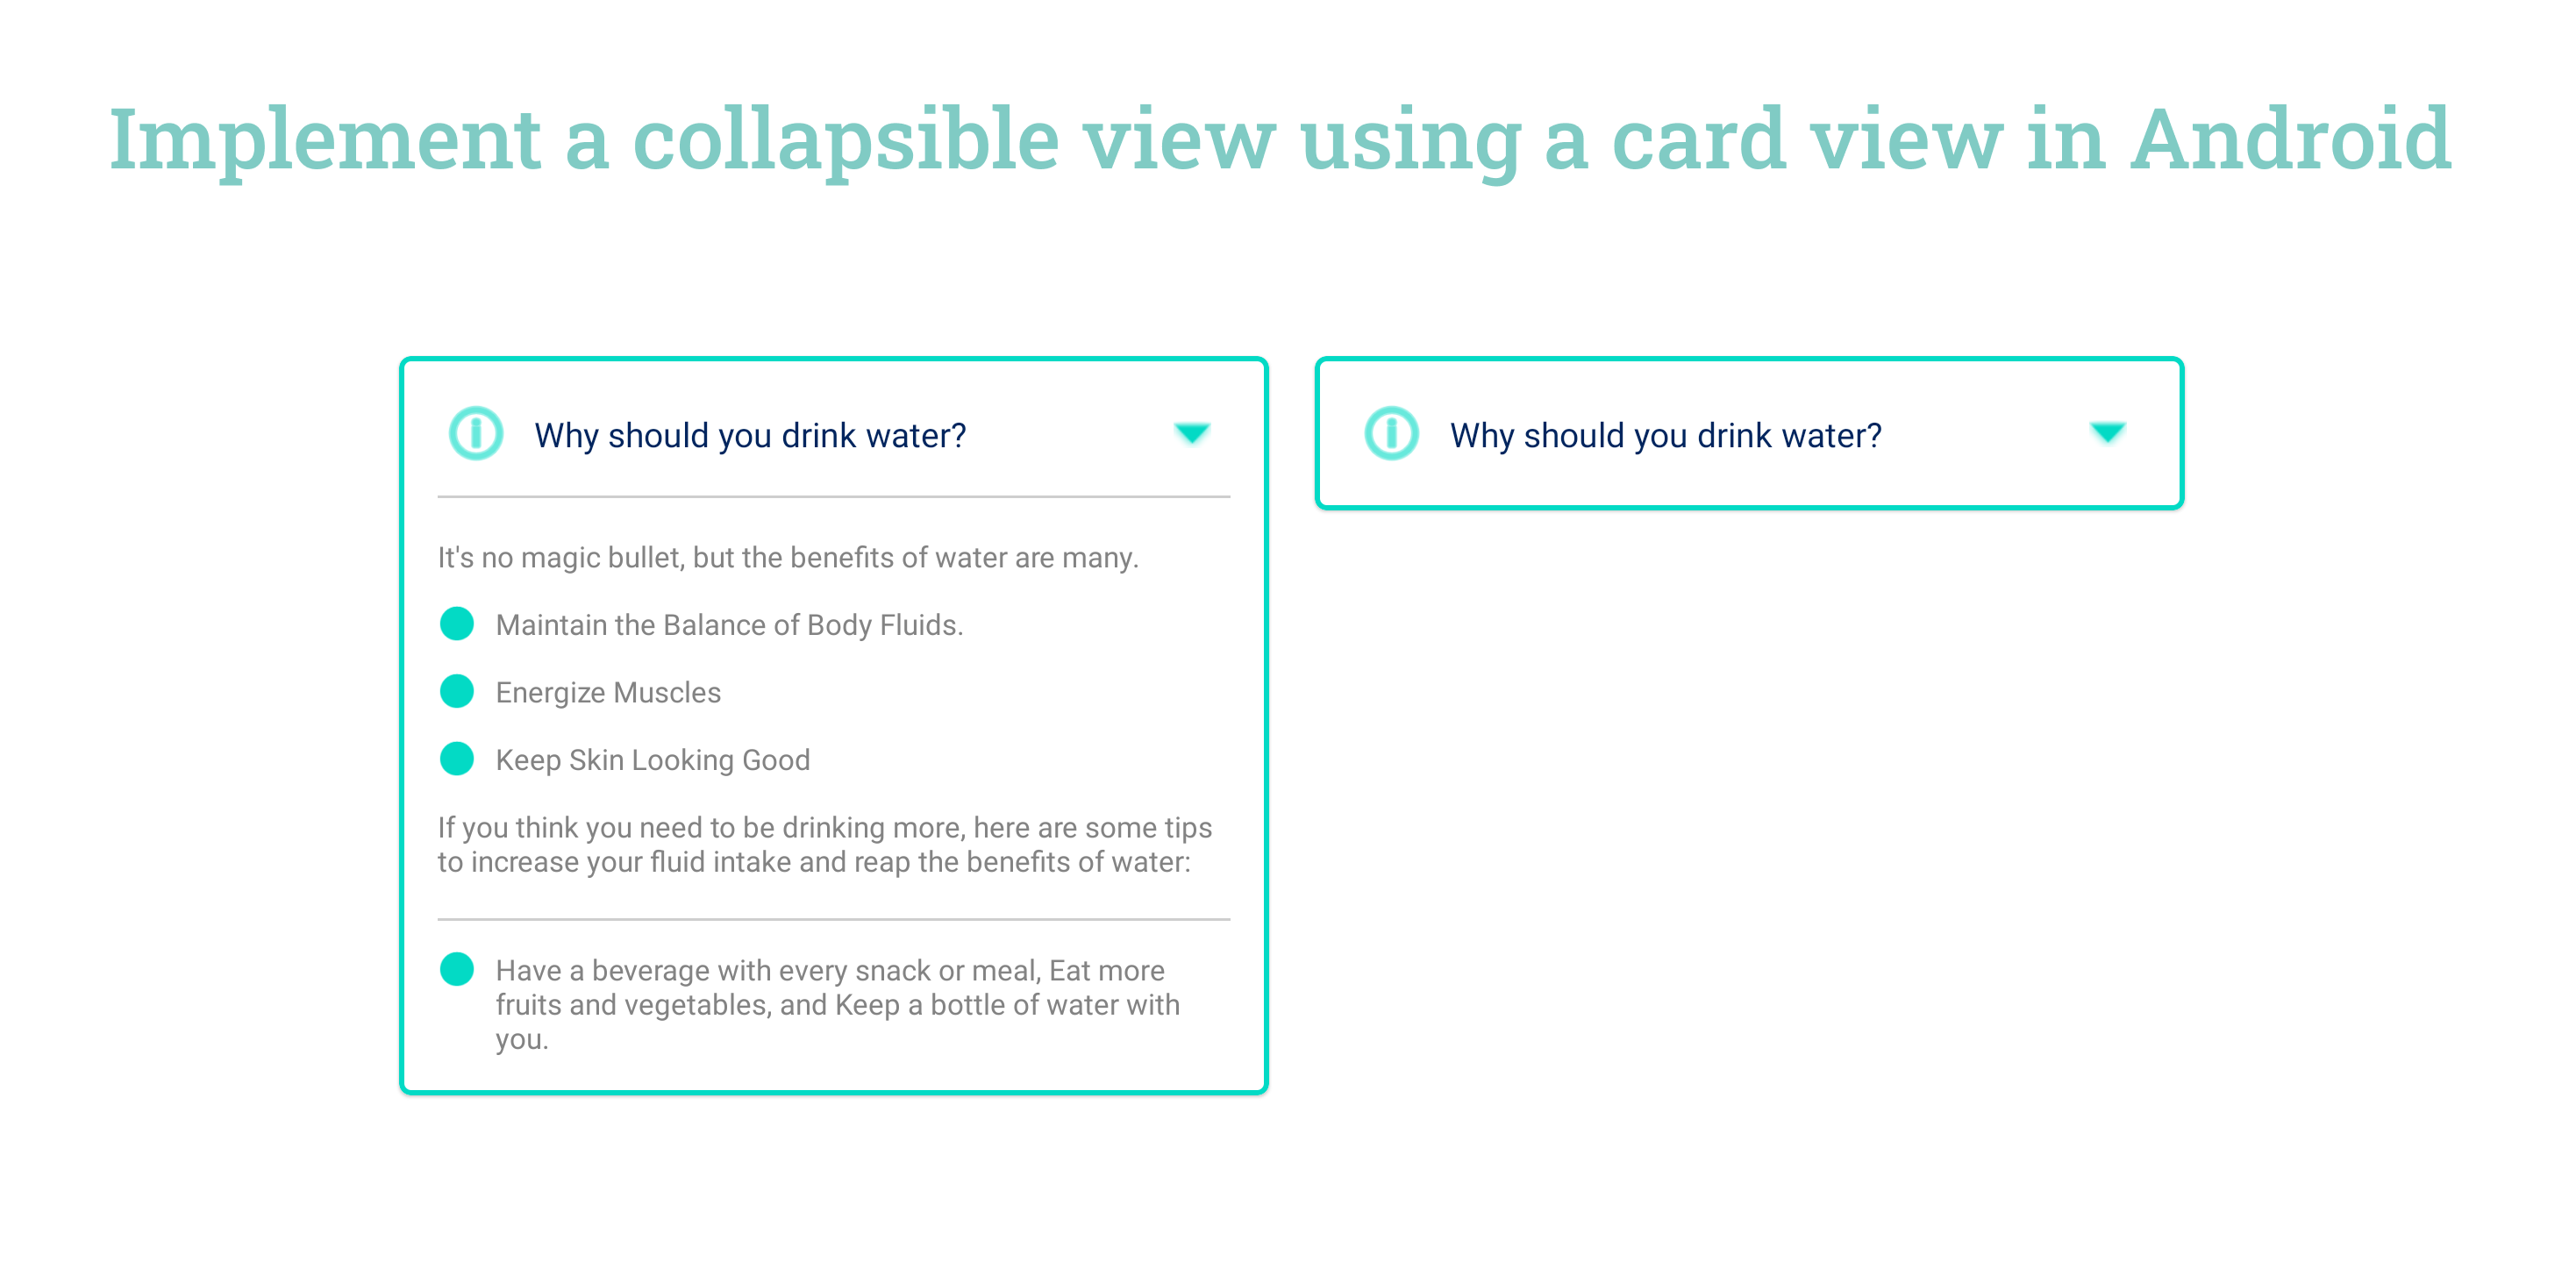 Implement a collapsible view using a card view in Android
Why should you drink water?
It's no magic bullet, but the benefits of water are many.
Maintain the Balance of Body Fluids.
Energize Muscles
Keep Skin Looking Good
If you think you need to be drinking more, here are some tips
to increase your fluid intake and reap the benefits of water:
Have a beverage with every snack or meal, Eat more
fruits and vegetables, and Keep a bottle of water with
you.
Why should you drink water?